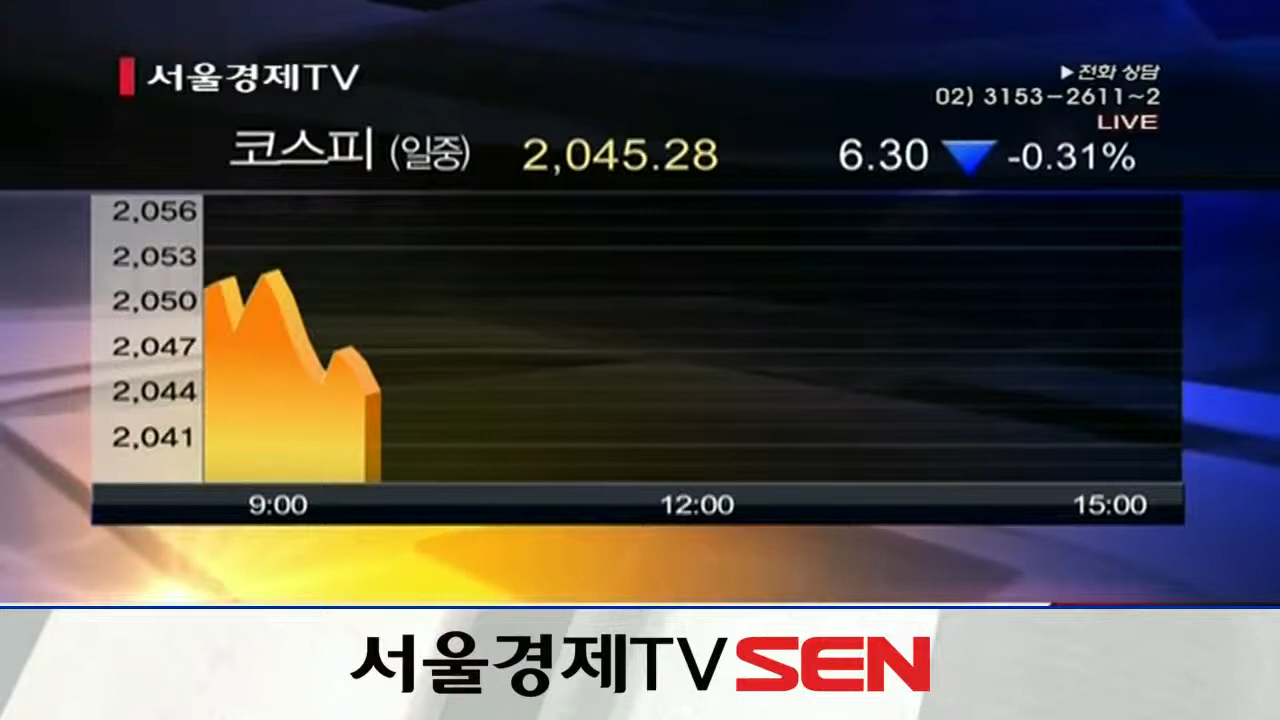 서울경제TV
▶전화 상담
02) 3153-2611~2
LIVE
코스피 (일중) 2,045.28 6.30 ▼ -0.31%
2,056
2,053
2,050
2,047
2,044
2,041
9:00 12:00 15:00
서울경제TV SEN